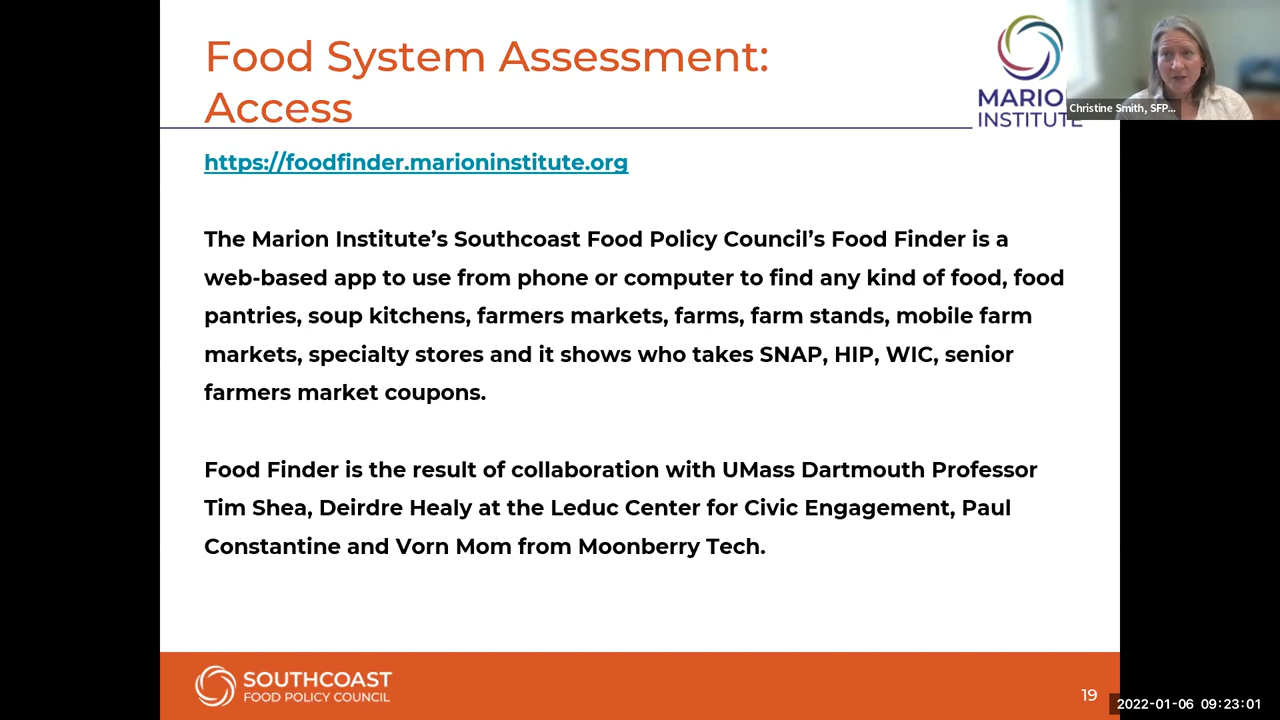 Food System Assessment:
Access
MARIO
INSTITUTE
Christine Smith, SFP...
https://foodfinder.marioninstitute.org
The Marion Institute’s Southcoast Food Policy Council’s Food Finder is a
web-based app to use from phone or computer to find any kind of food, food
pantries, soup kitchens, farmers markets, farms, farm stands, mobile farm
markets, specialty stores and it shows who takes SNAP, HIP, WIC, senior
farmers market coupons.
Food Finder is the result of collaboration with UMass Dartmouth Professor
Tim Shea, Deirdre Healy at the Leduc Center for Civic Engagement, Paul
Constantine and Vorn Mom from Moonberry Tech.
SOUTHCOAST
FOOD POLICY COUNCIL
19
2022-01-06 09:23:01